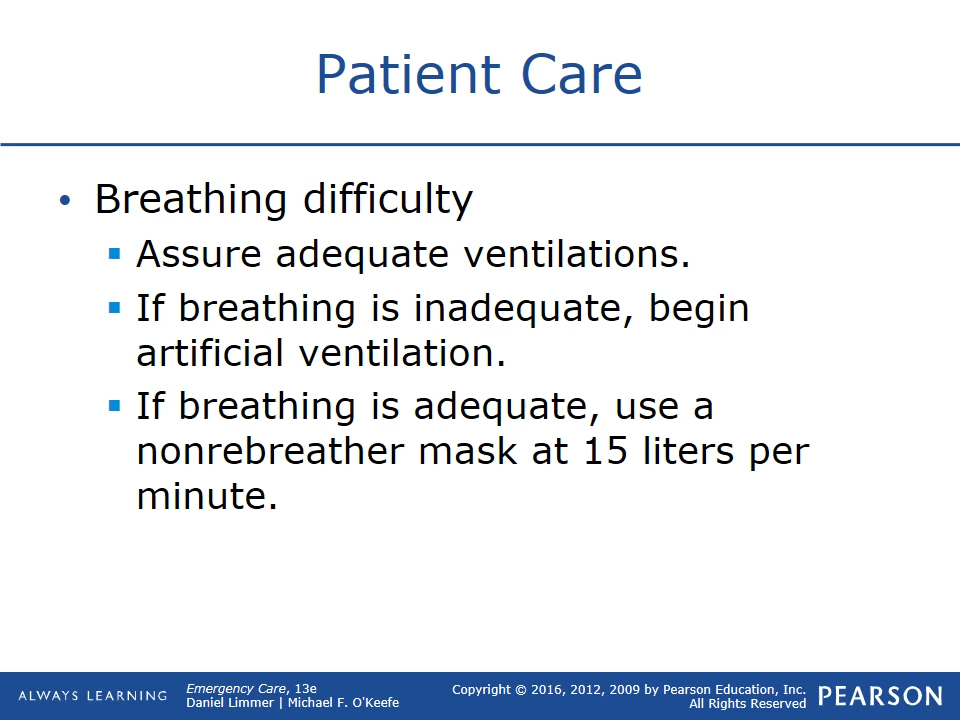 Patient Care
• Breathing difficulty
▪ Assure adequate ventilations.
▪ If breathing is inadequate, begin
artificial ventilation.
▪ If breathing is adequate, use a
nonrebreather mask at 15 liters per
minute.
ALWAYS LEARNING
Emergency Care, 13e
Daniel Limmer | Michael F. O'Keefe
Copyright © 2016, 2012, 2009 by Pearson Education, Inc.
All Rights Reserved
PEARSON